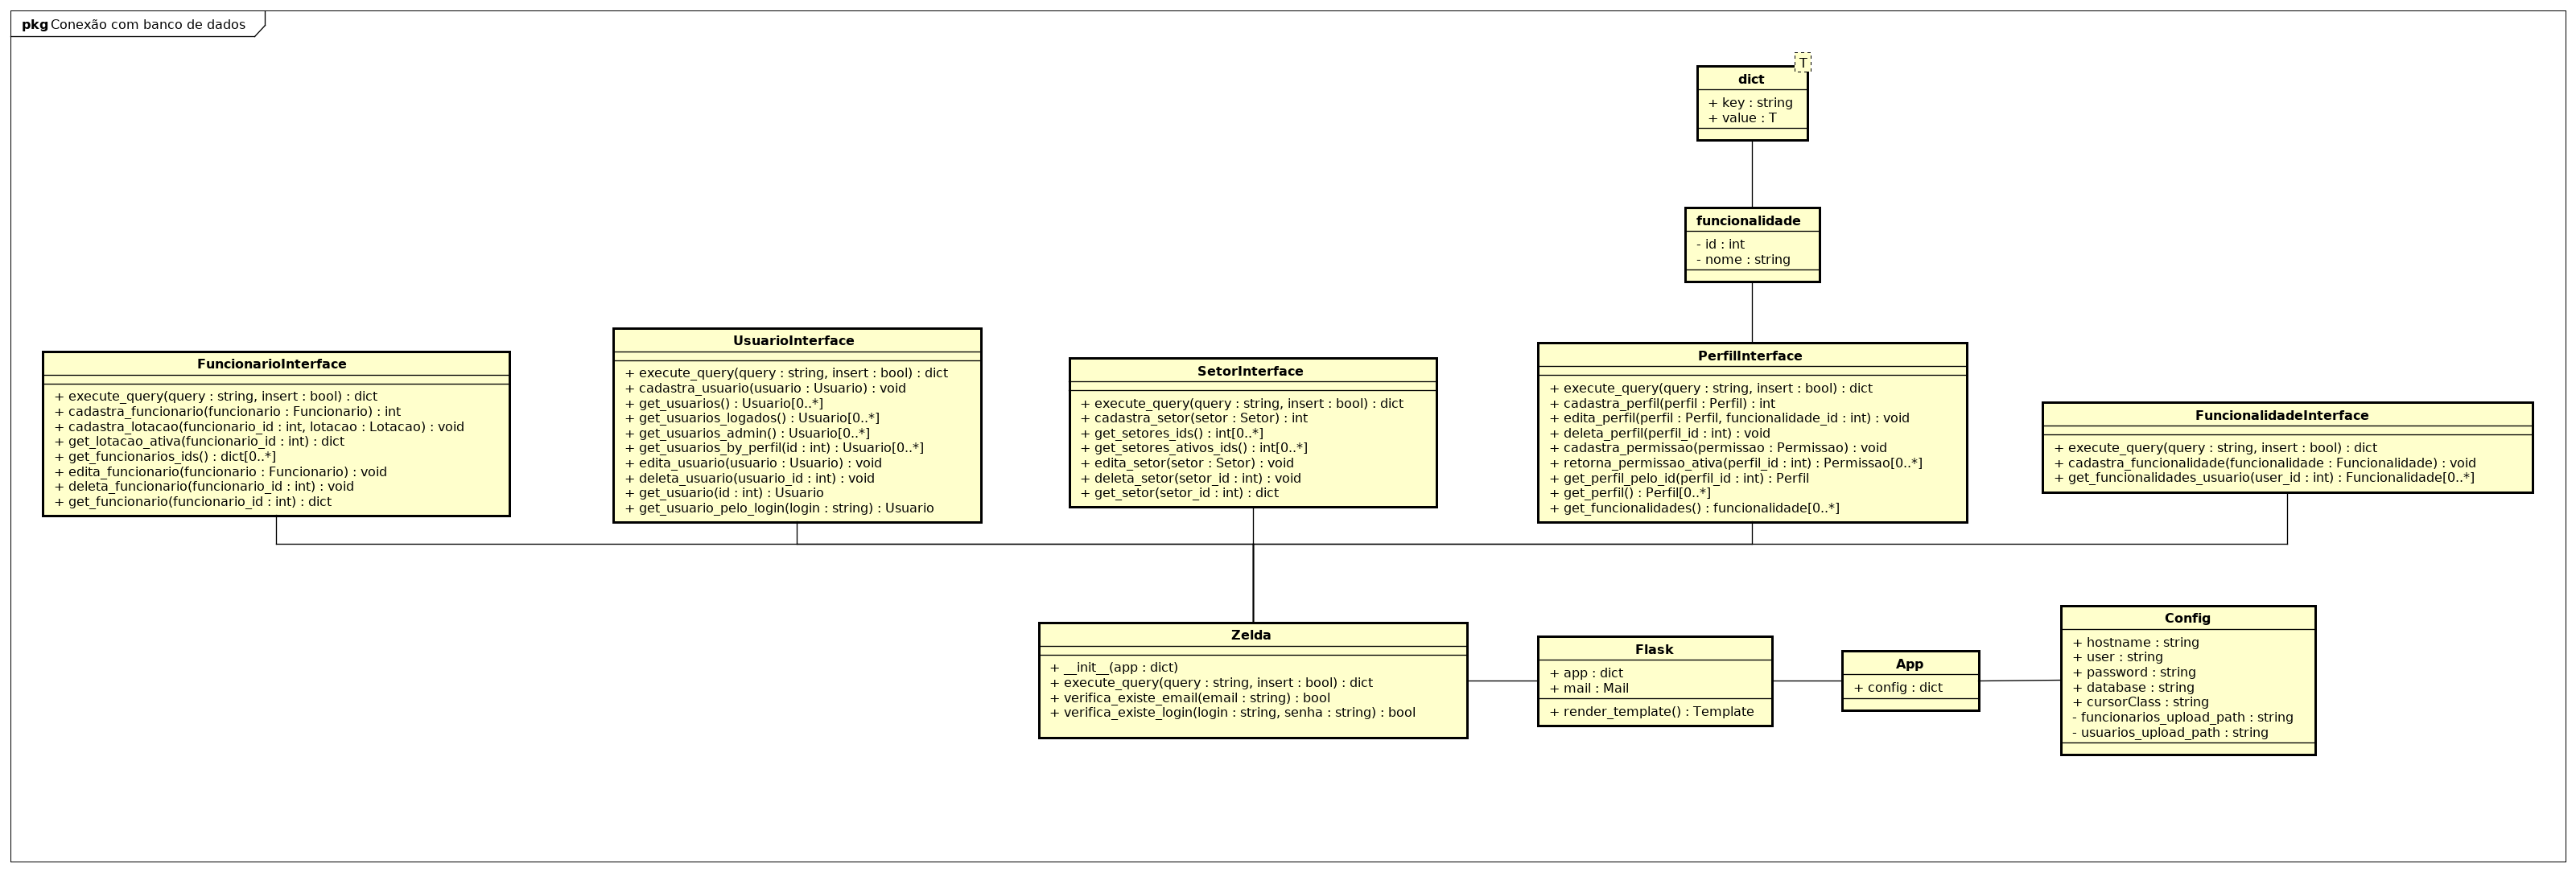 pkg Conexão com banco de dados
T
dict
+ key : string
+ value : T
funcionalidade
- id : int
- nome : string
FuncionarioInterface
+ execute_query(query : string, insert : bool) : dict
+ cadastra_funcionario(funcionario : Funcionario) : int
+ cadastra_lotacao(funcionario_id : int, lotacao : Lotacao) : void
+ get_lotacao_ativa(funcionario_id : int) : dict
+ get_funcionarios_ids() : dict[0..*]
+ edita_funcionario(funcionario : Funcionario) : void
+ deleta_funcionario(funcionario_id : int) : void
+ get_funcionario(funcionario_id : int) : dict
UsuarioInterface
+ execute_query(query : string, insert : bool) : dict
+ cadastra_usuario(usuario : Usuario) : void
+ get_usuarios() : Usuario[0..*]
+ get_usuarios_logados() : Usuario[0..*]
+ get_usuarios_admin() : Usuario[0..*]
+ get_usuarios_by_perfil(id : int) : Usuario[0..*]
+ edita_usuario(usuario : Usuario) : void
+ deleta_usuario(usuario_id : int) : void
+ get_usuario(id : int) : Usuario
+ get_usuario_pelo_login(login : string) : Usuario
SetorInterface
+ execute_query(query : string, insert : bool) : dict
+ cadastra_setor(setor : Setor) : int
+ get_setores_ids() : int[0..*]
+ get_setores_ativos_ids() : int[0..*]
+ edita_setor(setor : Setor) : void
+ deleta_setor(setor_id : int) : void
+ get_setor(setor_id : int) : dict
PerfilInterface
+ execute_query(query : string, insert : bool) : dict
+ cadastra_perfil(perfil : Perfil) : int
+ edita_perfil(perfil : Perfil, funcionalidade_id : int) : void
+ deleta_perfil(perfil_id : int) : void
+ cadastra_permissao(permissao : Permissao) : void
+ retorna_permissao_ativa(perfil_id : int) : Permissao[0..*]
+ get_perfil_pelo_id(perfil_id : int) : Perfil
+ get_perfil() : Perfil[0..*]
+ get_funcionalidades() : funcionalidade[0..*]
FuncionalidadeInterface
+ execute_query(query : string, insert : bool) : dict
+ cadastra_funcionalidade(funcionalidade : Funcionalidade) : void
+ get_funcionalidades_usuario(user_id : int) : Funcionalidade[0..*]
Zelda
+ __init__(app : dict)
+ execute_query(query : string, insert : bool) : dict
+ verifica_existe_email(email : string) : bool
+ verifica_existe_login(login : string, senha : string) : bool
Flask
+ app : dict
+ mail : Mail
+ render_template() : Template
App
+ config : dict
Config
+ hostname : string
+ user : string
+ password : string
+ database : string
+ cursorClass : string
- funcionarios_upload_path : string
- usuarios_upload_path : string